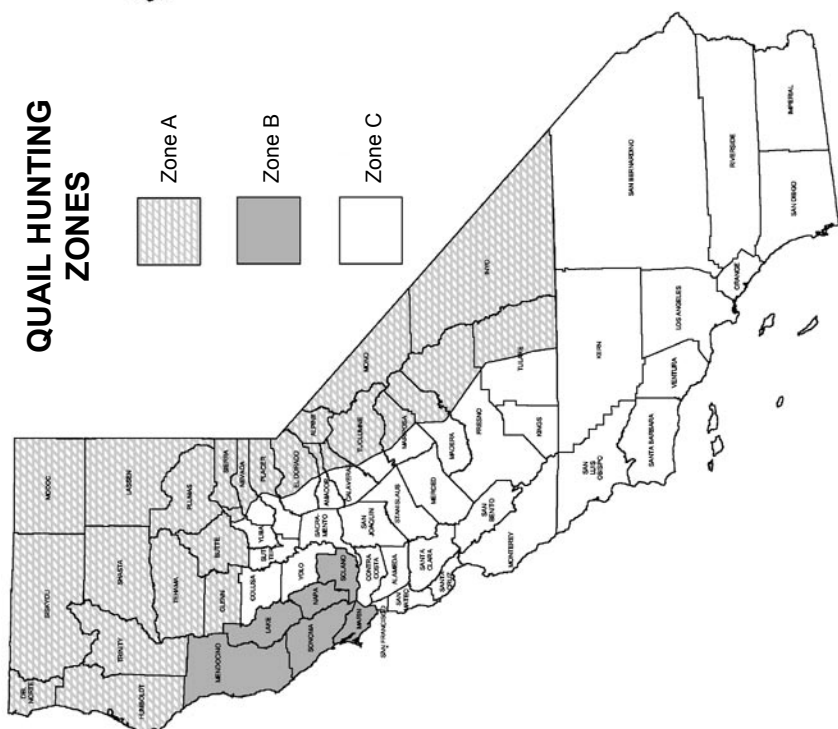 QUAIL HUNTING
ZONES
Zone A
Zone B
Zone C
DEL
NORTE
SISKIYOU
MODOC
HUMBOLDT
TRINITY
SHASTA
LASSEN
TEHAMA
PLUMAS
MENDOCINO
GLENN
BUTTE
SIERRA
LAKE
COLUSA
SUT
TER
YUBA
NEVADA
PLACER
SONOMA
NAPA
YOLO
EL DORADO
SACRA-
MENTO
AMADOR
ALPINE
MARIN
SOLANO
CALAVERAS
TUOLUMNE
MONO
SAN FRANCISCO
CONTRA
COSTA
SAN
JOAQUIN
ALAMEDA
STANISLAUS
MARIPOSA
SAN
MATEO
SANTA
CLARA
MERCED
MADERA
SANTA
CRUZ
SAN
BENITO
FRESNO
INYO
MONTEREY
KINGS
TULARE
SAN
LUIS
OBISPO
KERN
SAN BERNARDINO
SANTA BARBARA
VENTURA
LOS ANGELES
ORANGE
RIVERSIDE
SAN DIEGO
IMPERIAL